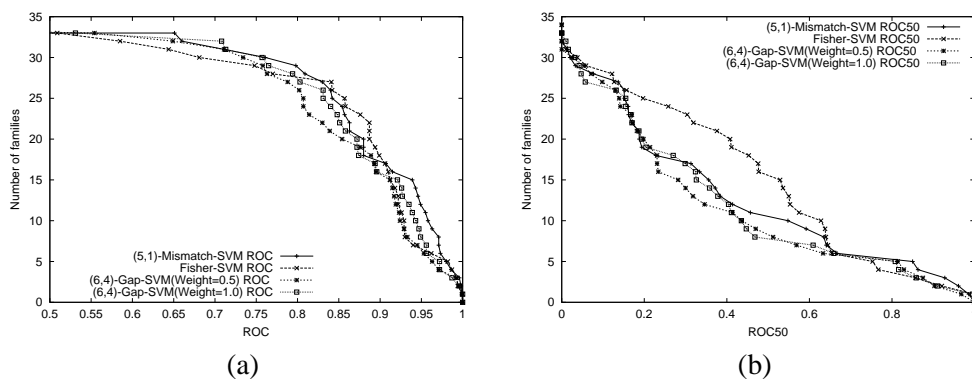 35
30
25
20
15
10
5
0
Number of families
(5,1)-Mismatch-SVM ROC
Fisher-SVM ROC
(6,4)-Gap-SVM(Weight=0.5) ROC
(6,4)-Gap-SVM(Weight=1.0) ROC
0.5 0.55 0.6 0.65 0.7 0.75 0.8 0.85 0.9 0.95 1
ROC
(a)
35
30
25
20
15
10
5
0
Number of families
(5,1)-Mismatch-SVM ROC50
Fisher-SVM ROC50
(6,4)-Gap-SVM(Weight=0.5) ROC50
(6,4)-Gap-SVM(Weight=1.0) ROC50
0 0.2 0.4 0.6 0.8
ROC50
(b)